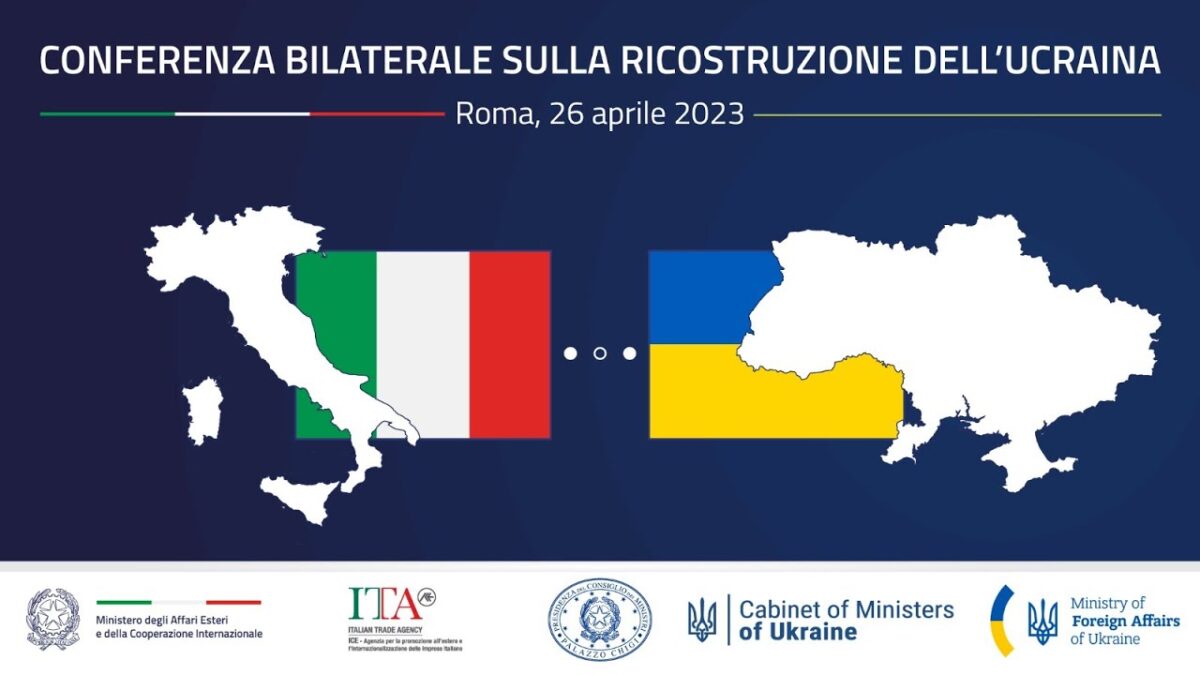 CONFERENZA BILATERALE SULLA RICOSTRUZIONE DELL'UCRAINA
Roma, 26 aprile 2023
Ministero degli Affari Esteri
e della Cooperazione Internazionale
ITA
ITALIAN TRADE AGENCY
ICE - Agenzia per la promozione all'estero e
l'internazionalizzazione delle imprese italiane
PRESIDENZA DEL CONSIGLIO DEI MINISTRI
PALAZZO CHIGI
Cabinet of Ministers
of Ukraine
Ministry of
Foreign Affairs
of Ukraine